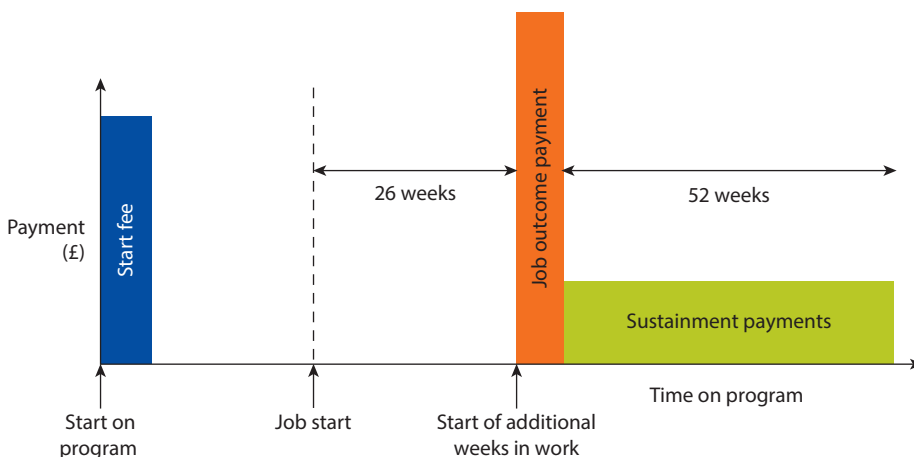 Payment
(£)
Start fee
26 weeks
Job outcome payment
52 weeks
Sustainment payments
Time on program
Start on
program
Job start
Start of additional
weeks in work